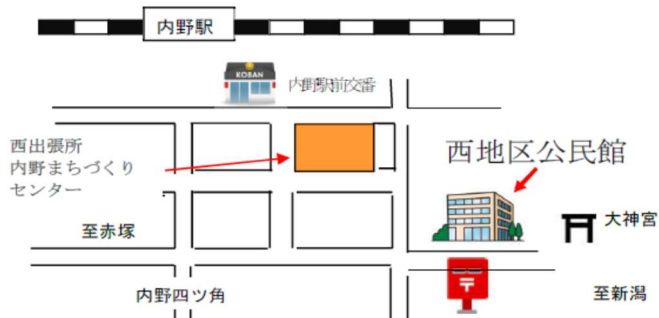 内野駅
KOBAN
内野駅前交番
西出張所
内野まちづくり
センター
西地区公民館
大神宮
至赤塚
〒
内野四ツ角
至新潟